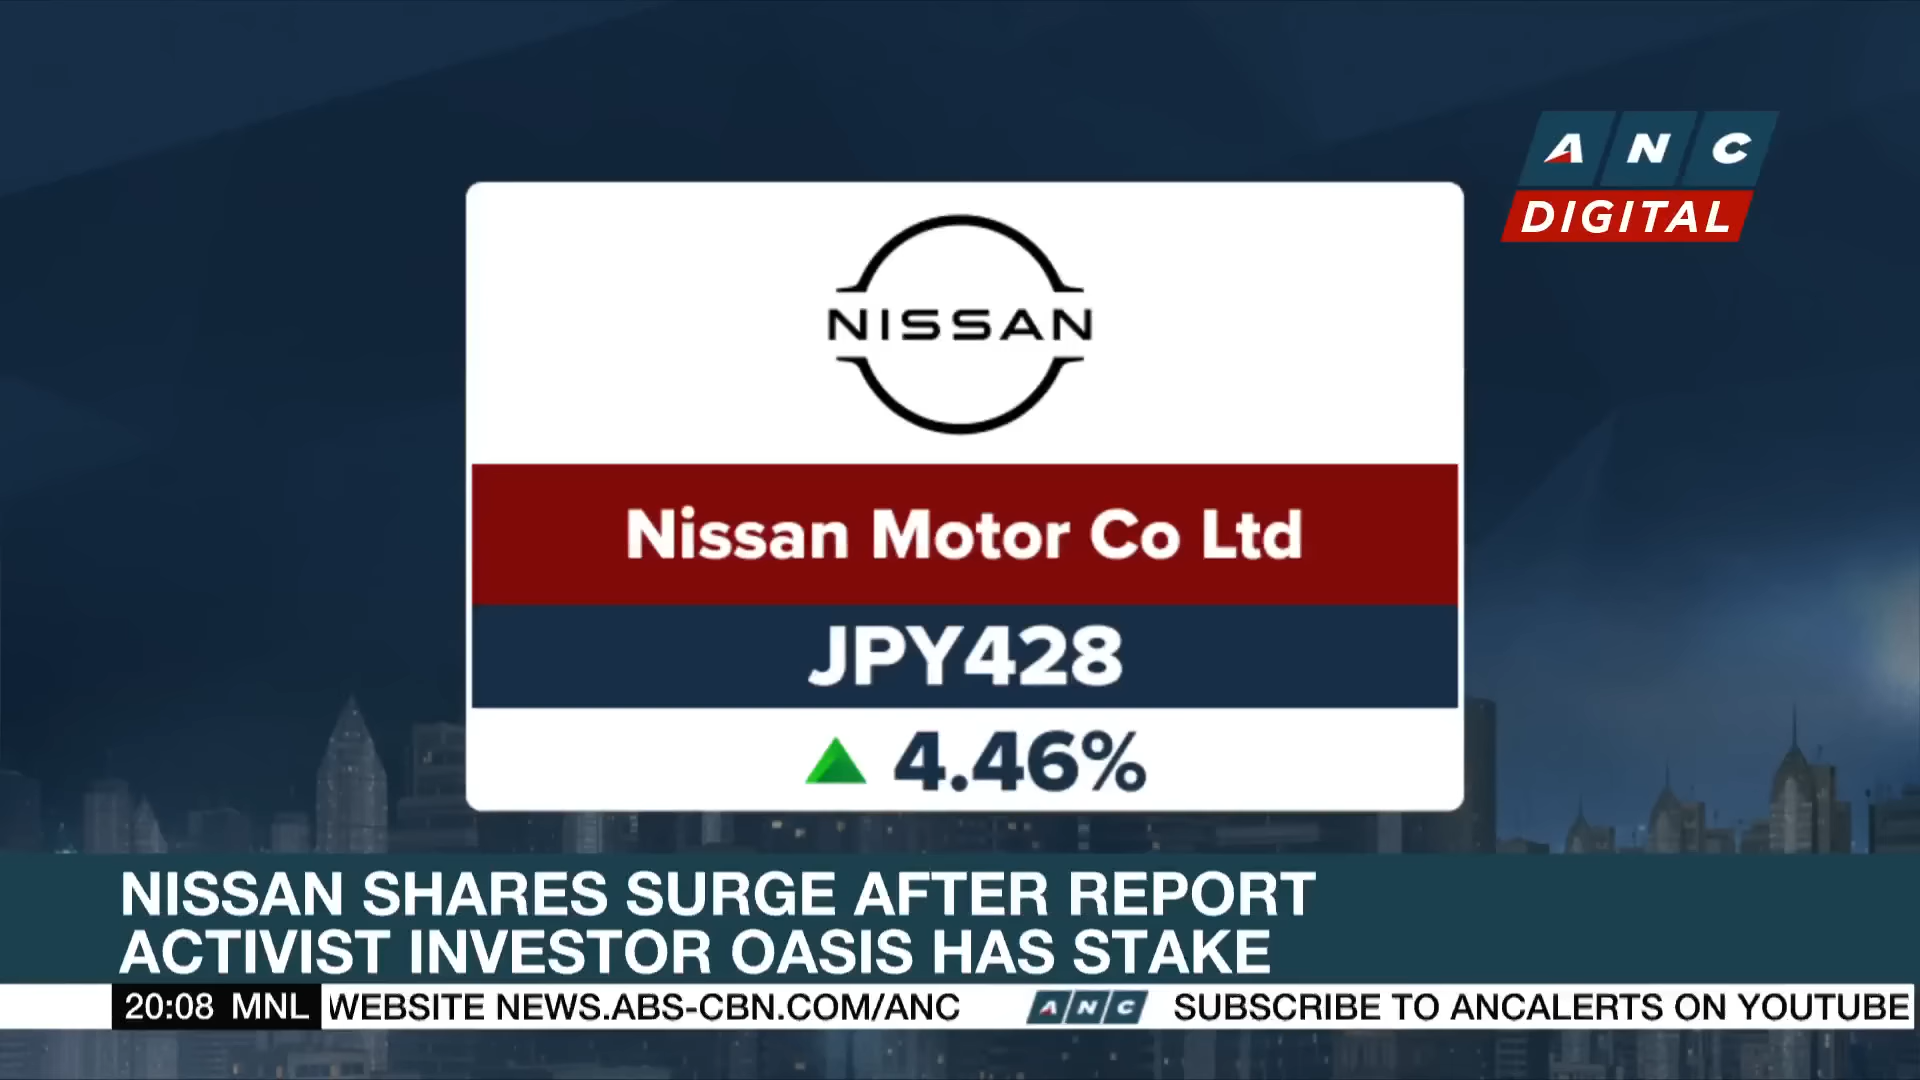 ANC
DIGITAL
NISSAN
Nissan Motor Co Ltd
JPY428
4.46%
NISSAN SHARES SURGE AFTER REPORT
ACTIVIST INVESTOR OASIS HAS STAKE
20:08 MNL WEBSITE NEWS.ABS-CBN.COM/ANC ANC SUBSCRIBE TO ANCALERTS ON YOUTUBE